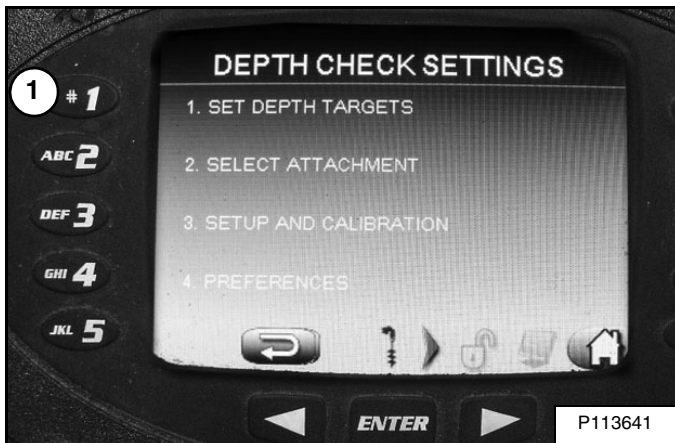 DEPTH CHECK SETTINGS
1
# 1
1. SET DEPTH TARGETS
ABC 2
2. SELECT ATTACHMENT
DEF 3
3. SETUP AND CALIBRATION
GHI 4
4. PREFERENCES
JKL 5
ENTER
P113641